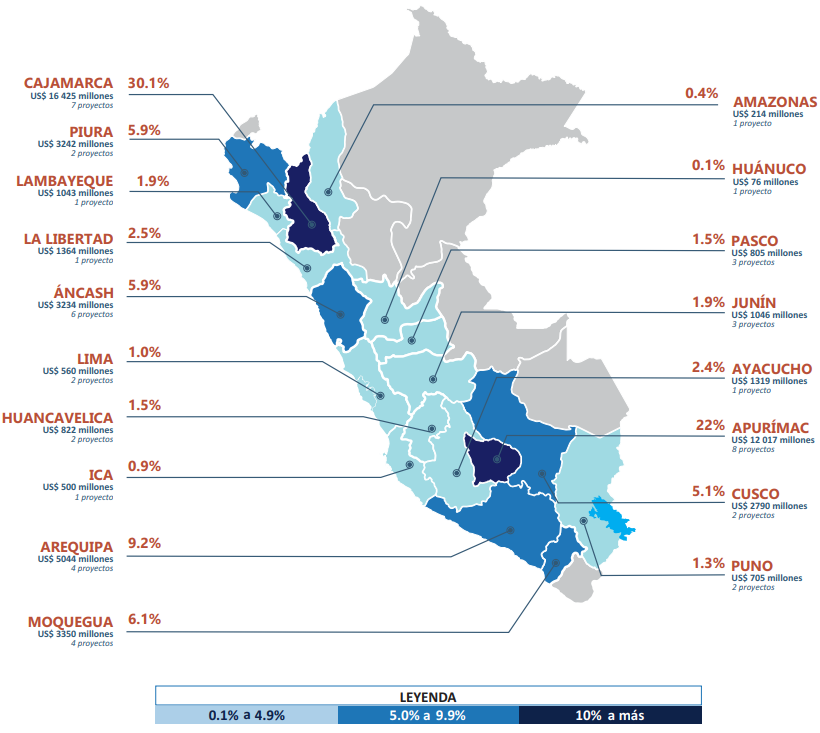 CAJAMARCA 30.1%
US$ 16 425 millones
7 proyectos
PIURA 5.9%
US$ 3242 millones
2 proyectos
LAMBAYEQUE 1.9%
US$ 1043 millones
1 proyecto
LA LIBERTAD 2.5%
US$ 1364 millones
1 proyecto
ÁNCASH 5.9%
US$ 3234 millones
6 proyectos
LIMA 1.0%
US$ 560 millones
2 proyectos
HUANCAVELICA 1.5%
US$ 822 millones
2 proyectos
ICA 0.9%
US$ 500 millones
1 proyecto
AREQUIPA 9.2%
US$ 5044 millones
4 proyectos
MOQUEGUA 6.1%
US$ 3350 millones
4 proyectos
0.4% AMAZONAS
US$ 214 millones
1 proyecto
0.1% HUÁNUCO
US$ 76 millones
1 proyecto
1.5% PASCO
US$ 805 millones
3 proyectos
1.9% JUNÍN
US$ 1046 millones
3 proyectos
2.4% AYACUCHO
US$ 1319 millones
1 proyecto
22% APURÍMAC
US$ 12 017 millones
8 proyectos
5.1% CUSCO
US$ 2790 millones
2 proyectos
1.3% PUNO
US$ 705 millones
2 proyectos
LEYENDA
0.1% a 4.9% 5.0% a 9.9% 10% a más